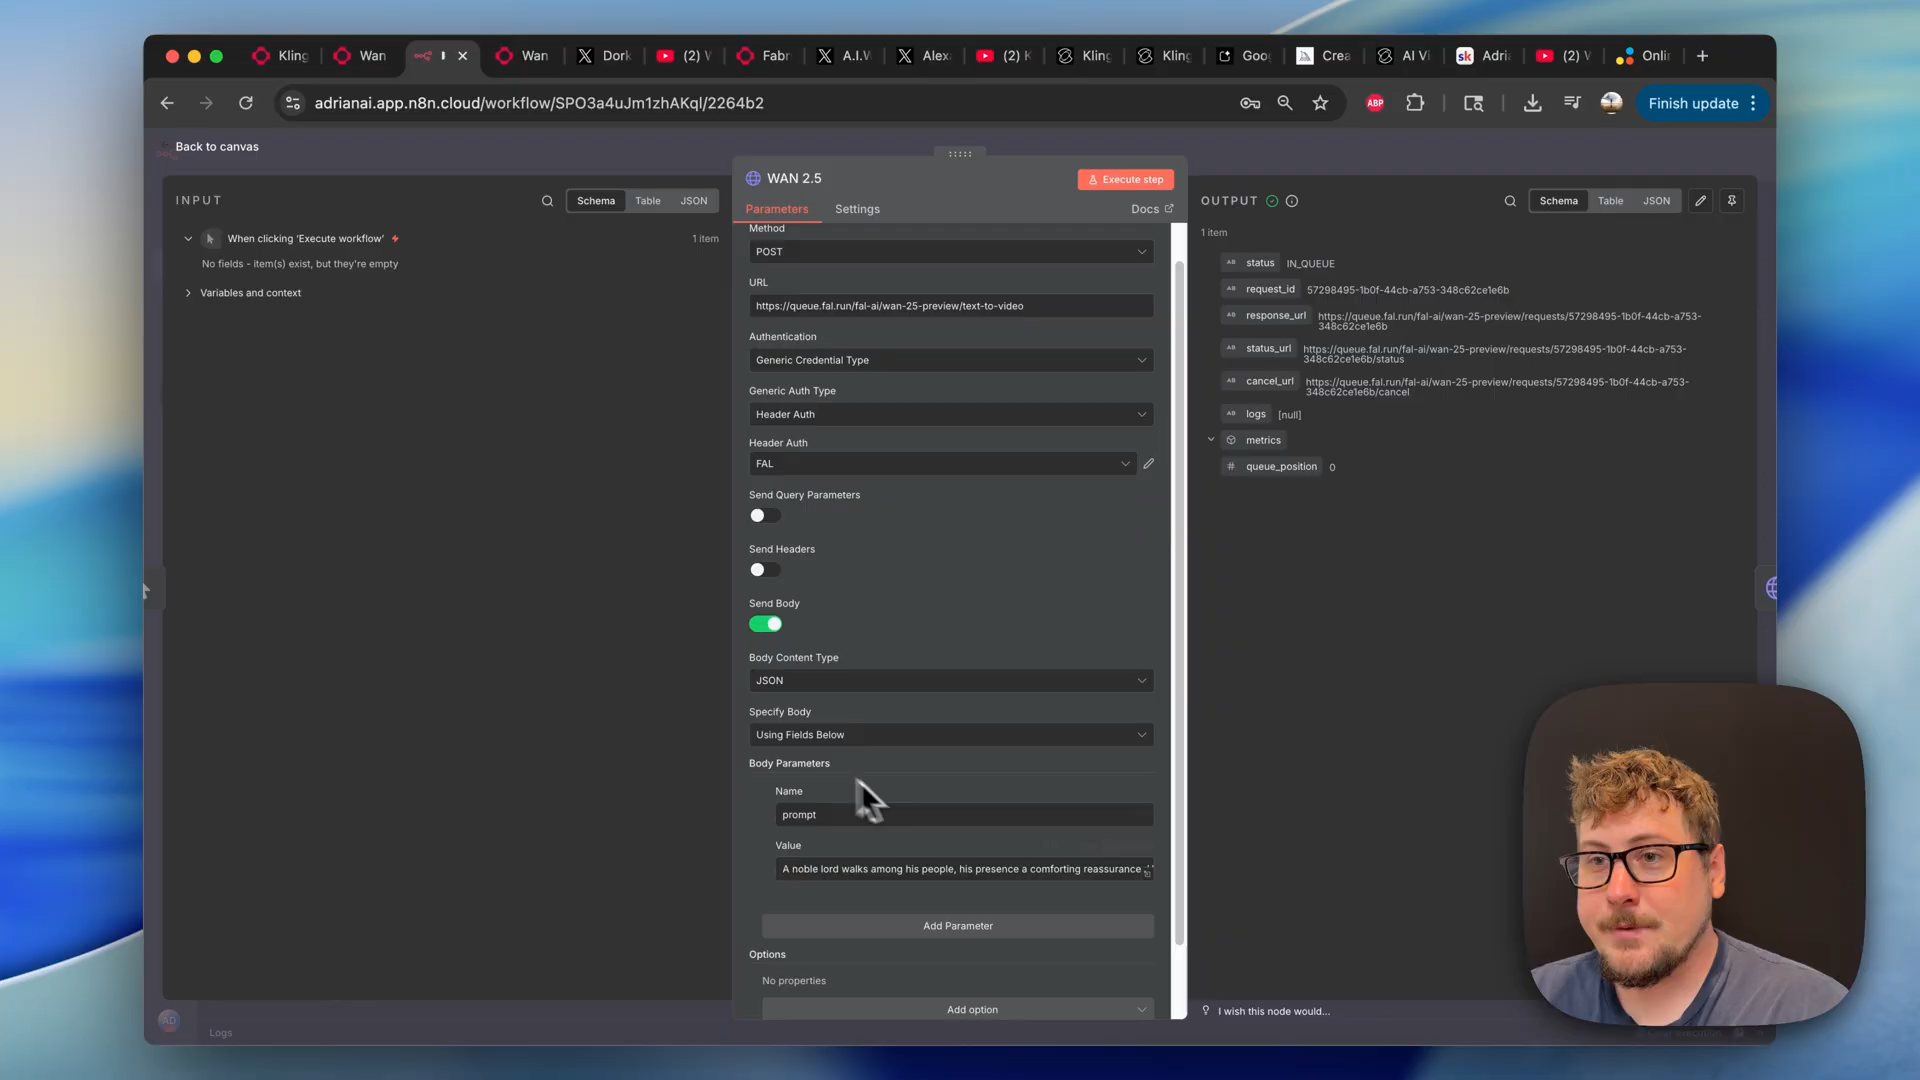 Kling
Wan
Wan
Dork
(2) W
Fabr
A.I.W
Alex
(2) K
Kling
Kling
Goo
Crea
AI Vi
sk
Adri
(2) W
Onli
adrianai.app.n8n.cloud/workflow/SPO3a4uJm1zhAKql/2264b2
ABP
Finish update
Back to canvas
INPUT
Schema
Table
JSON
When clicking ‘Execute workflow’
1 item
No fields - item(s) exist, but they're empty
Variables and context
WAN 2.5
Execute step
Parameters
Settings
Docs
Method
POST
URL
https://queue.fal.run/fal-ai/wan-25-preview/text-to-video
Authentication
Generic Credential Type
Generic Auth Type
Header Auth
Header Auth
FAL
Send Query Parameters
Send Headers
Send Body
Body Content Type
JSON
Specify Body
Using Fields Below
Body Parameters
Name
prompt
Value
A noble lord walks among his people, his presence a comforting reassurance
Add Parameter
Options
No properties
Add option
OUTPUT
Schema
Table
JSON
1 item
AB status IN_QUEUE
AB request_id 57298495-1b0f-44cb-a753-348c62ce1e6b
AB response_url https://queue.fal.run/fal-ai/wan-25-preview/requests/57298495-1b0f-44cb-a753-
348c62ce1e6b
AB status_url https://queue.fal.run/fal-ai/wan-25-preview/requests/57298495-1b0f-44cb-a753-
348c62ce1e6b/status
AB cancel_url https://queue.fal.run/fal-ai/wan-25-preview/requests/57298495-1b0f-44cb-a753-
348c62ce1e6b/cancel
AB logs [null]
metrics
# queue_position 0
I wish this node would...
AD
Logs